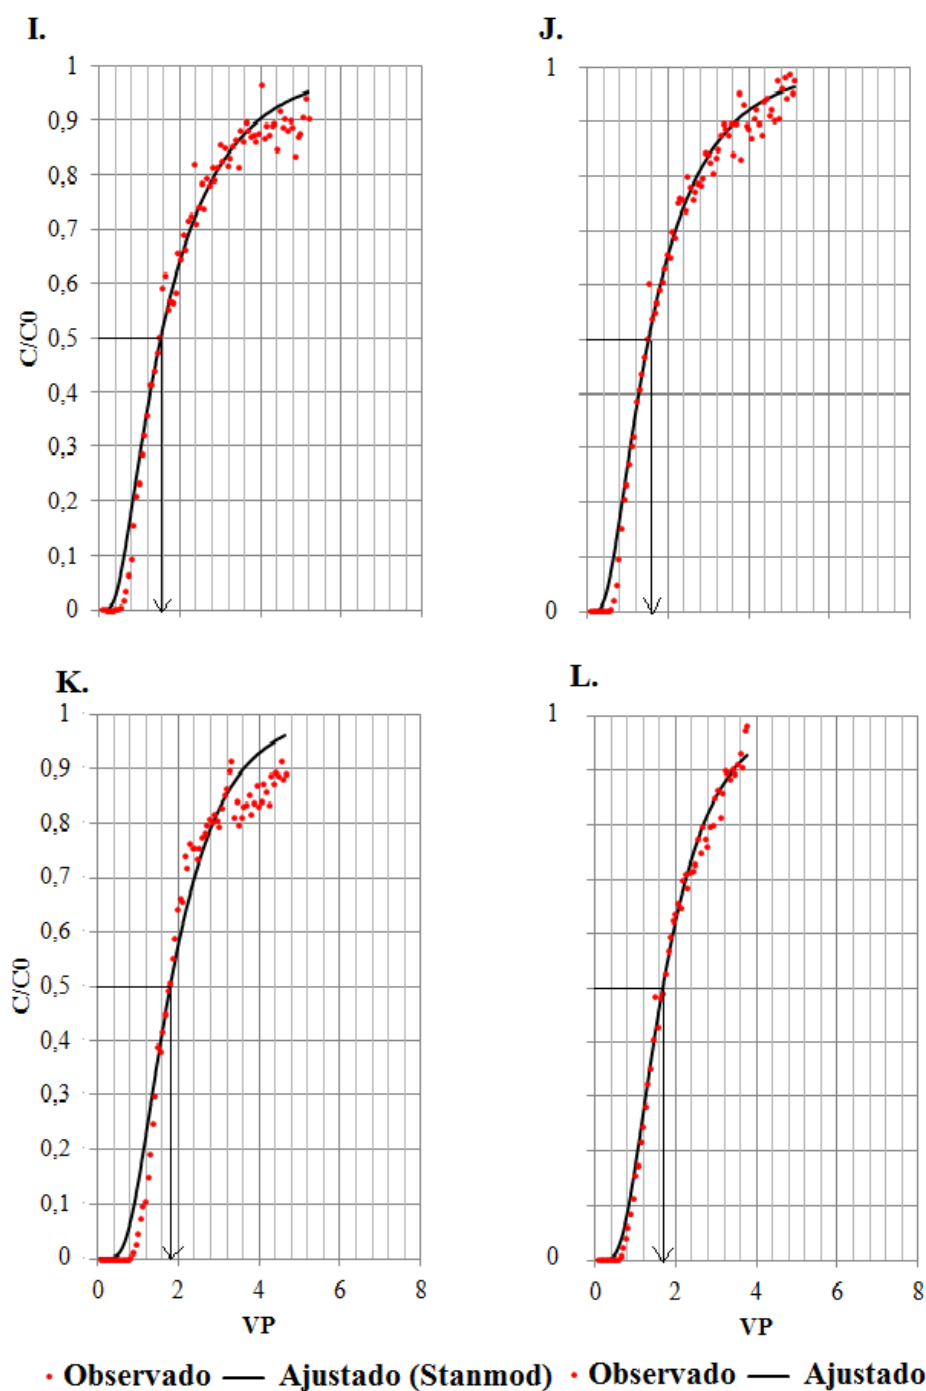 I.
J.
1
0,9
0,8
0,7
0,6
0,5
0,4
0,3
0,2
0,1
0
C/C0
1
0
K.
L.
1
0,9
0,8
0,7
0,6
0,5
0,4
0,3
0,2
0,1
0
C/C0
0 2 4 6 8
VP
1
0
0 2 4 6 8
VP
Observado Ajustado (Stanmod) Observado Ajustado